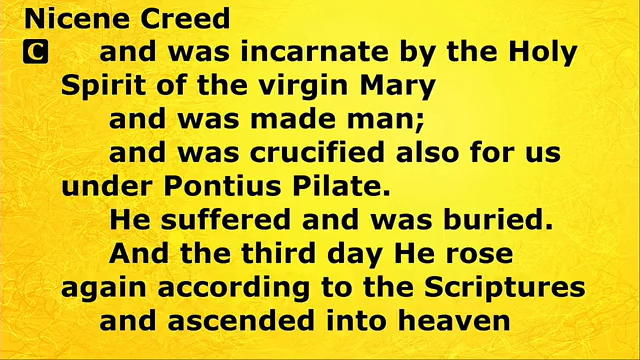 Nicene Creed
C and was incarnate by the Holy
Spirit of the virgin Mary
and was made man;
and was crucified also for us
under Pontius Pilate.
He suffered and was buried.
And the third day He rose
again according to the Scriptures
and ascended into heaven